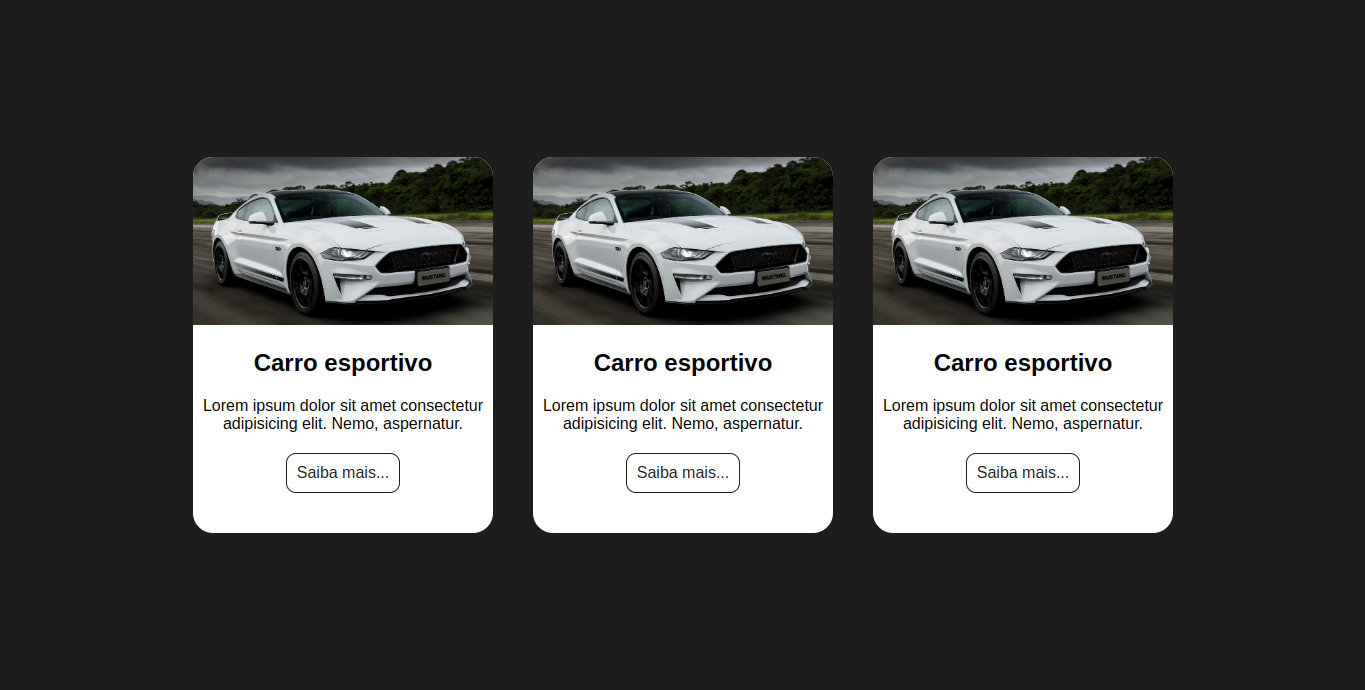 MUSTANG
MUSTANG
MUSTANG
Carro esportivo
Carro esportivo
Carro esportivo
Lorem ipsum dolor sit amet consectetur
adipisicing elit. Nemo, aspernatur.
Lorem ipsum dolor sit amet consectetur
adipisicing elit. Nemo, aspernatur.
Lorem ipsum dolor sit amet consectetur
adipisicing elit. Nemo, aspernatur.
Saiba mais...
Saiba mais...
Saiba mais...